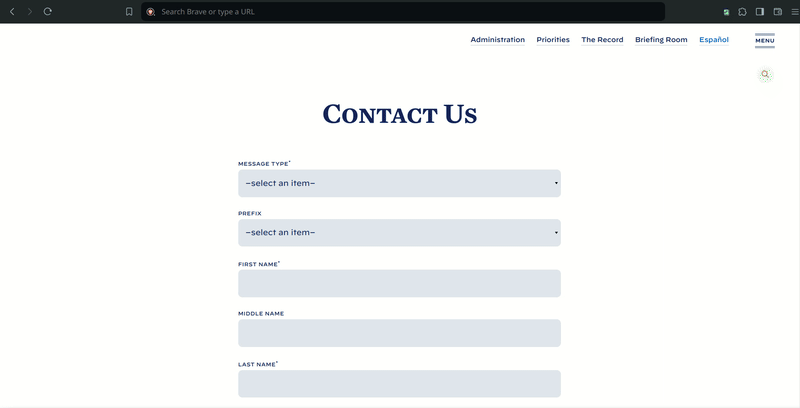 Search Brave or type a URL
Administration Priorities The Record Briefing Room Español MENU
Contact Us
MESSAGE TYPE*
–select an item–
PREFIX
–select an item–
FIRST NAME*
MIDDLE NAME
LAST NAME*